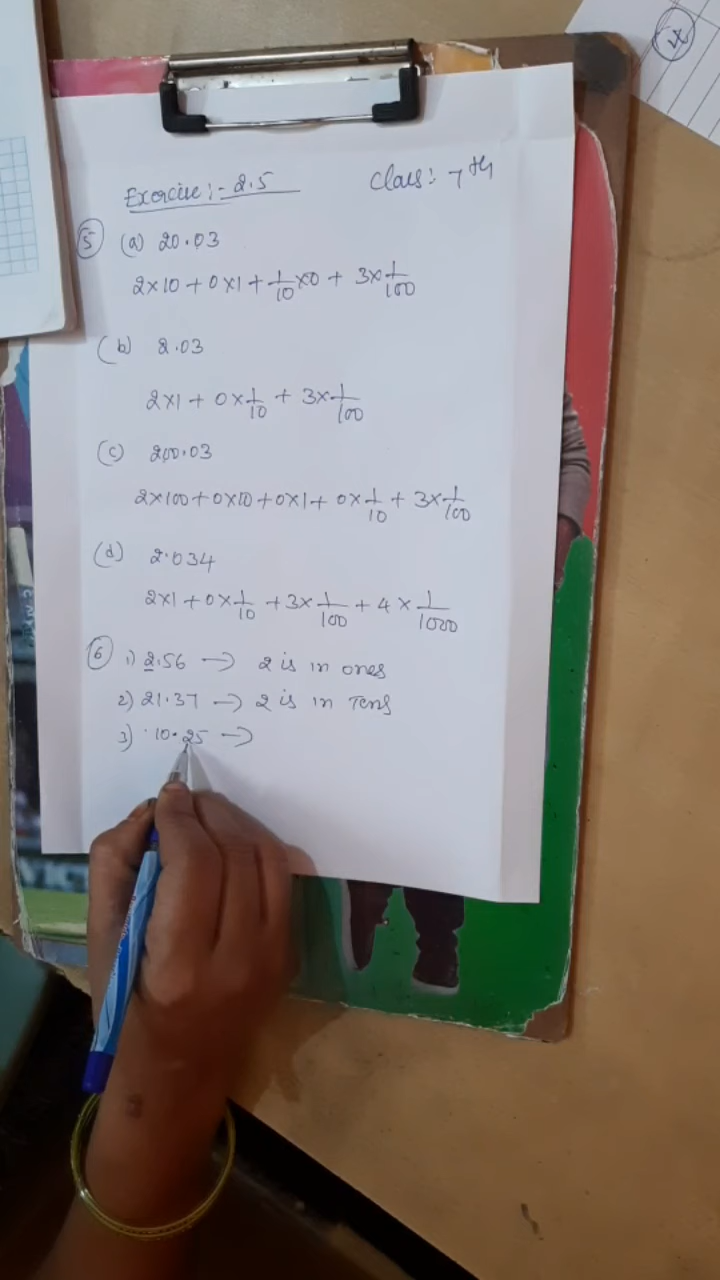 Exercise :- 2.5 Class: 7th
5 (a) 20.03
2×10 + 0×1 + 1/10×0 + 3×1/100
(b) 2.03
2×1 + 0×1/10 + 3×1/100
(c) 200.03
2×100+0×10+0×1+ 0×1/10 + 3×1/100
(d) 2.034
2×1 + 0×1/10 + 3×1/100 + 4×1/1000
6 1) 2.56 → 2 is in ones
2) 21.37 → 2 is in Tens
3) 10.25 →